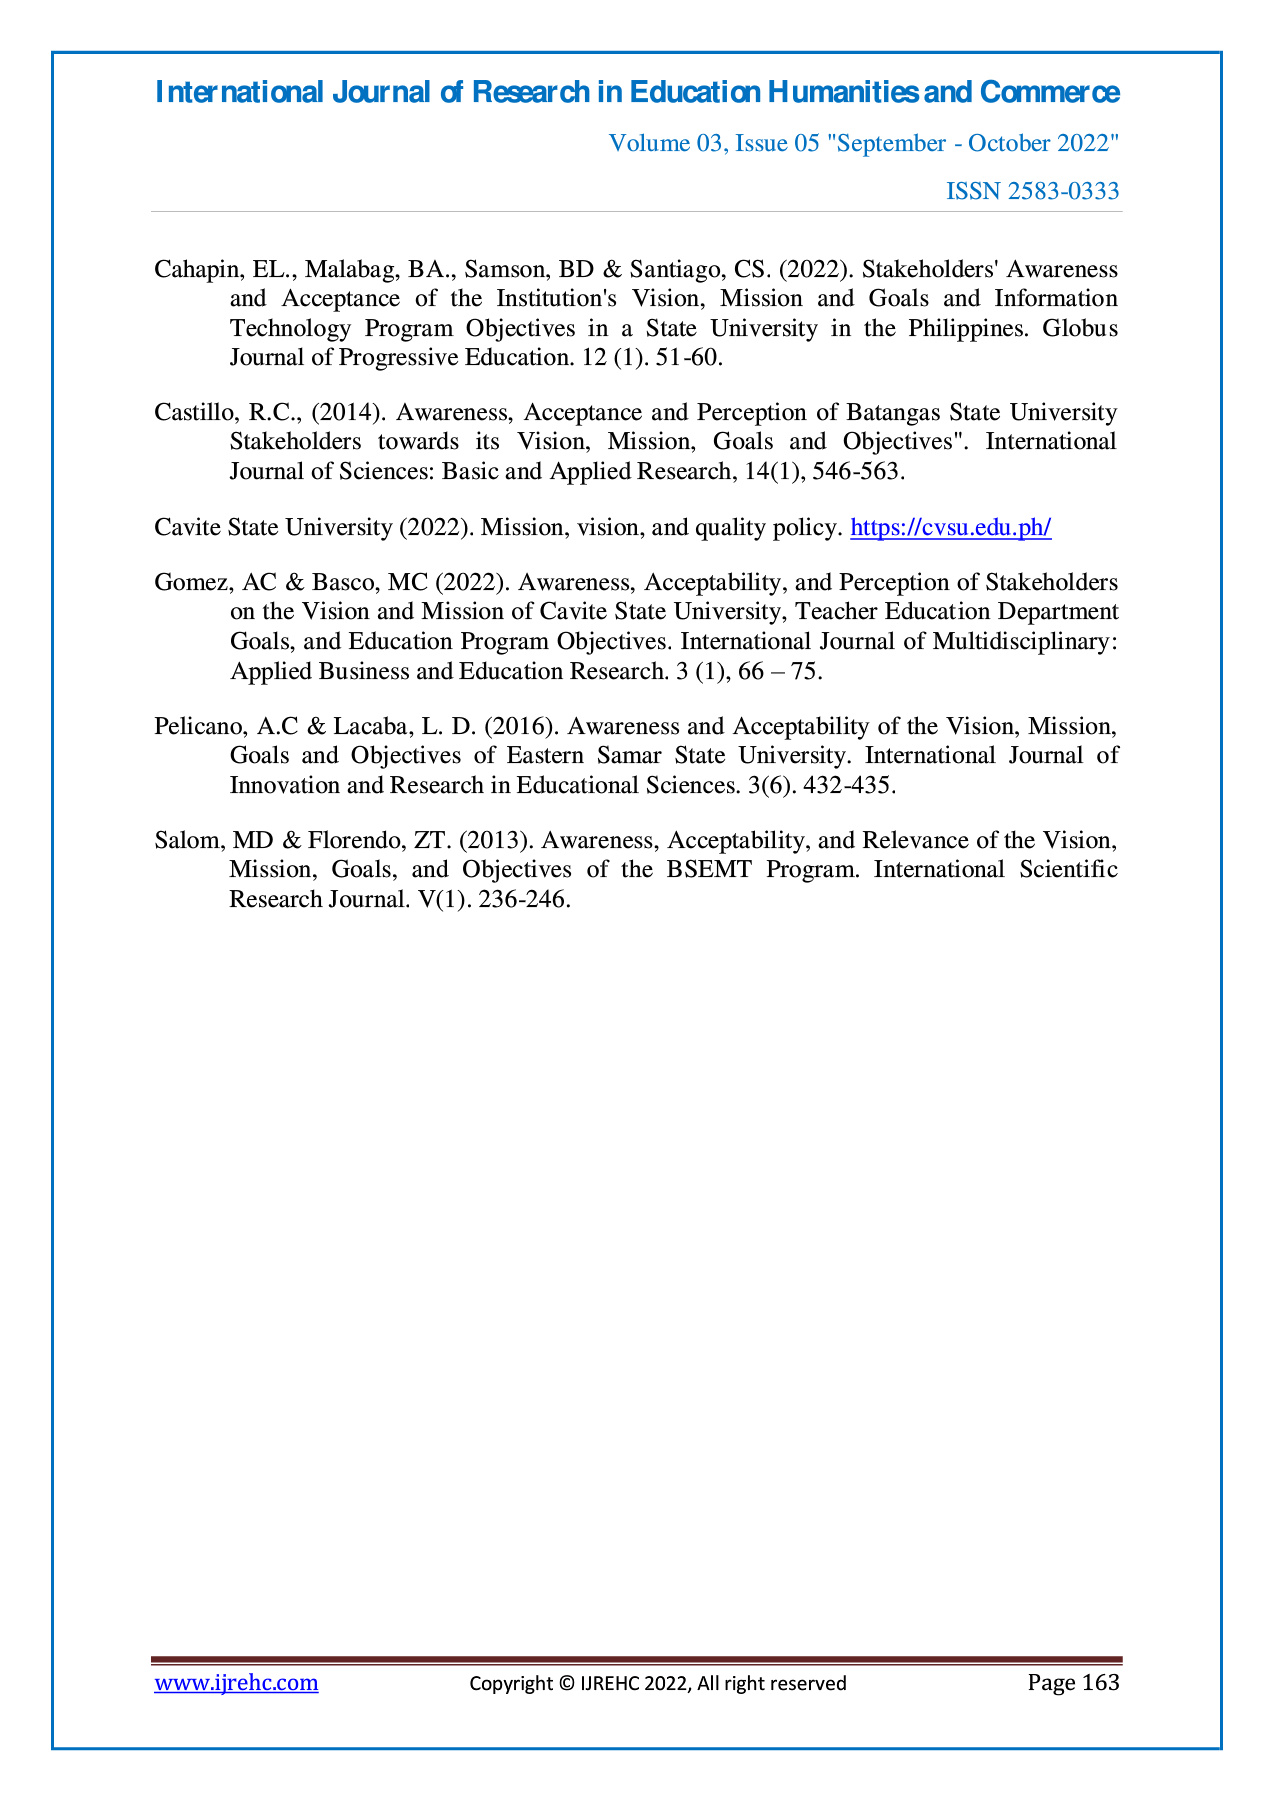 International Journal of Research in Education Humanities and Commerce
Volume 03, Issue 05 "September - October 2022"
ISSN 2583-0333
Cahapin, EL., Malabag, BA., Samson, BD & Santiago, CS. (2022). Stakeholders' Awareness
and Acceptance of the Institution's Vision, Mission and Goals and Information
Technology Program Objectives in a State University in the Philippines. Globus
Journal of Progressive Education. 12 (1). 51-60.
Castillo, R.C., (2014). Awareness, Acceptance and Perception of Batangas State University
Stakeholders towards its Vision, Mission, Goals and Objectives". International
Journal of Sciences: Basic and Applied Research, 14(1), 546-563.
Cavite State University (2022). Mission, vision, and quality policy. https://cvsu.edu.ph/
Gomez, AC & Basco, MC (2022). Awareness, Acceptability, and Perception of Stakeholders
on the Vision and Mission of Cavite State University, Teacher Education Department
Goals, and Education Program Objectives. International Journal of Multidisciplinary:
Applied Business and Education Research. 3 (1), 66 – 75.
Pelicano, A.C & Lacaba, L. D. (2016). Awareness and Acceptability of the Vision, Mission,
Goals and Objectives of Eastern Samar State University. International Journal of
Innovation and Research in Educational Sciences. 3(6). 432-435.
Salom, MD & Florendo, ZT. (2013). Awareness, Acceptability, and Relevance of the Vision,
Mission, Goals, and Objectives of the BSEMT Program. International Scientific
Research Journal. V(1). 236-246.
www.ijrehc.com Copyright © IJREHC 2022, All right reserved Page 163